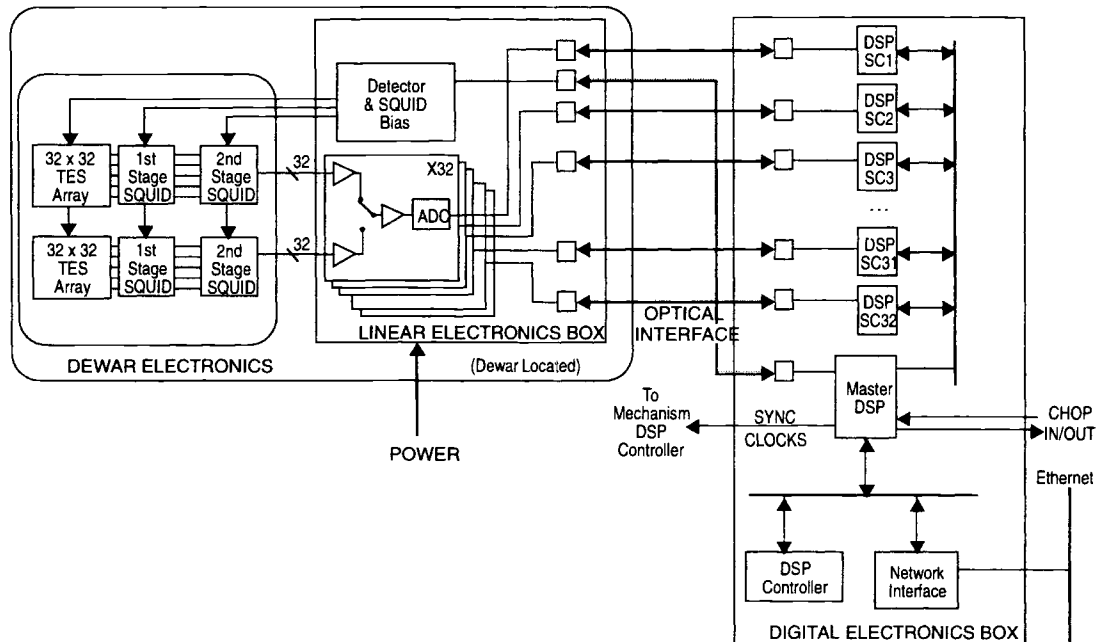 Detector
& SQUID
Bias
32 x 32
TES
Array
1st
Stage
SQUID
2nd
Stage
SQUID
32
32 x 32
TES
Array
1st
Stage
SQUID
2nd
Stage
SQUID
32
X32
ADC
LINEAR ELECTRONICS BOX
DEWAR ELECTRONICS
(Dewar Located)
POWER
OPTICAL
INTERFACE
DSP
SC1
DSP
SC2
DSP
SC3
...
DSP
SC31
DSP
SC32
Master
DSP
To
Mechanism
DSP
Controller
SYNC
CLOCKS
CHOP
IN/OUT
Ethernet
DSP
Controller
Network
Interface
DIGITAL ELECTRONICS BOX